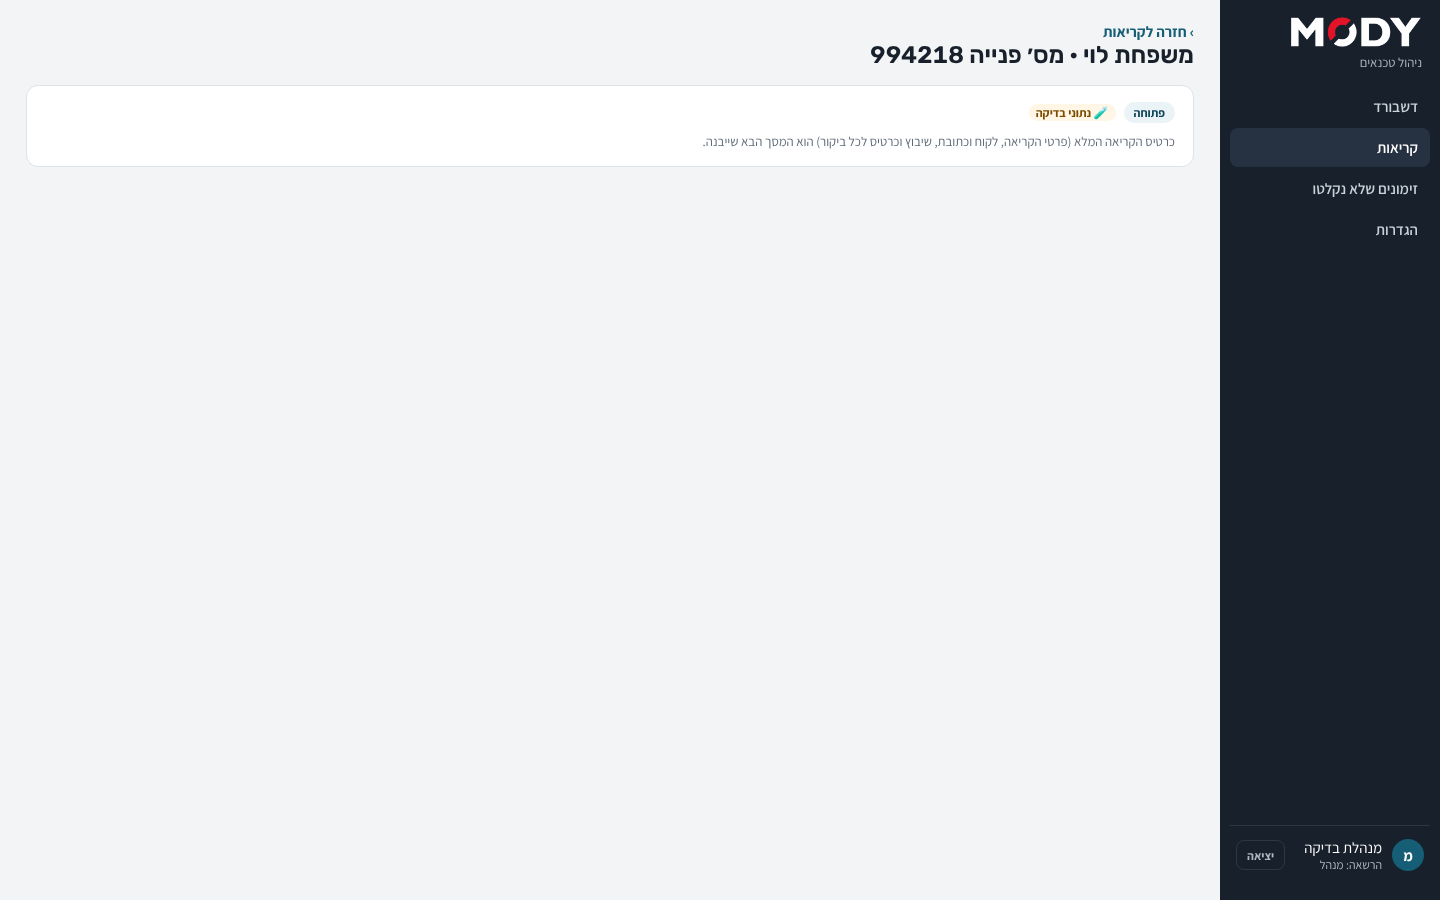 MODY
ניהול טכנאים
דשבורד
קריאות
זימונים שלא נקלטו
הגדרות
מ
מנהלת בדיקה
הרשאה: מנהל
יציאה
› חזרה לקריאות
משפחת לוי • מס׳ פנייה 994218
פתוחה
🧪 נתוני בדיקה
כרטיס הקריאה המלא (פרטי הקריאה, לקוח וכתובת, שיבוץ וכרטיס לכל ביקור) הוא המסך הבא שייבנה.